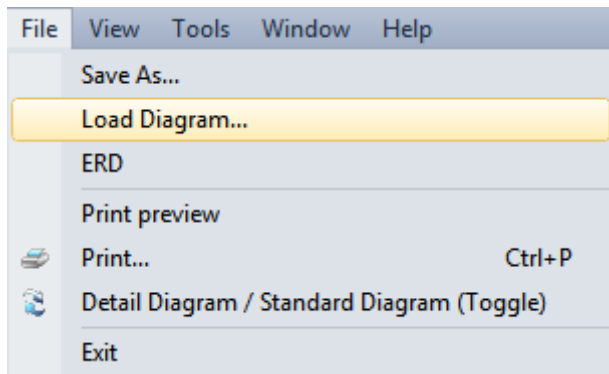 File View Tools Window Help
Save As...
Load Diagram...
ERD
Print preview
Print... Ctrl+P
Detail Diagram / Standard Diagram (Toggle)
Exit